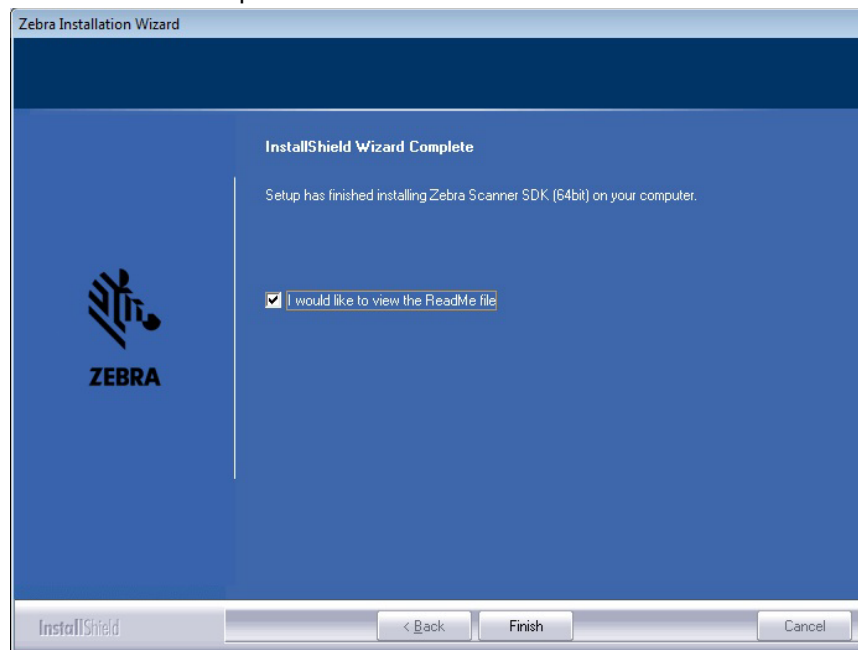 Zebra Installation Wizard
InstallShield Wizard Complete
Setup has finished installing Zebra Scanner SDK (64bit) on your computer.
I would like to view the ReadMe file
ZEBRA
InstallShield
< Back
Finish
Cancel